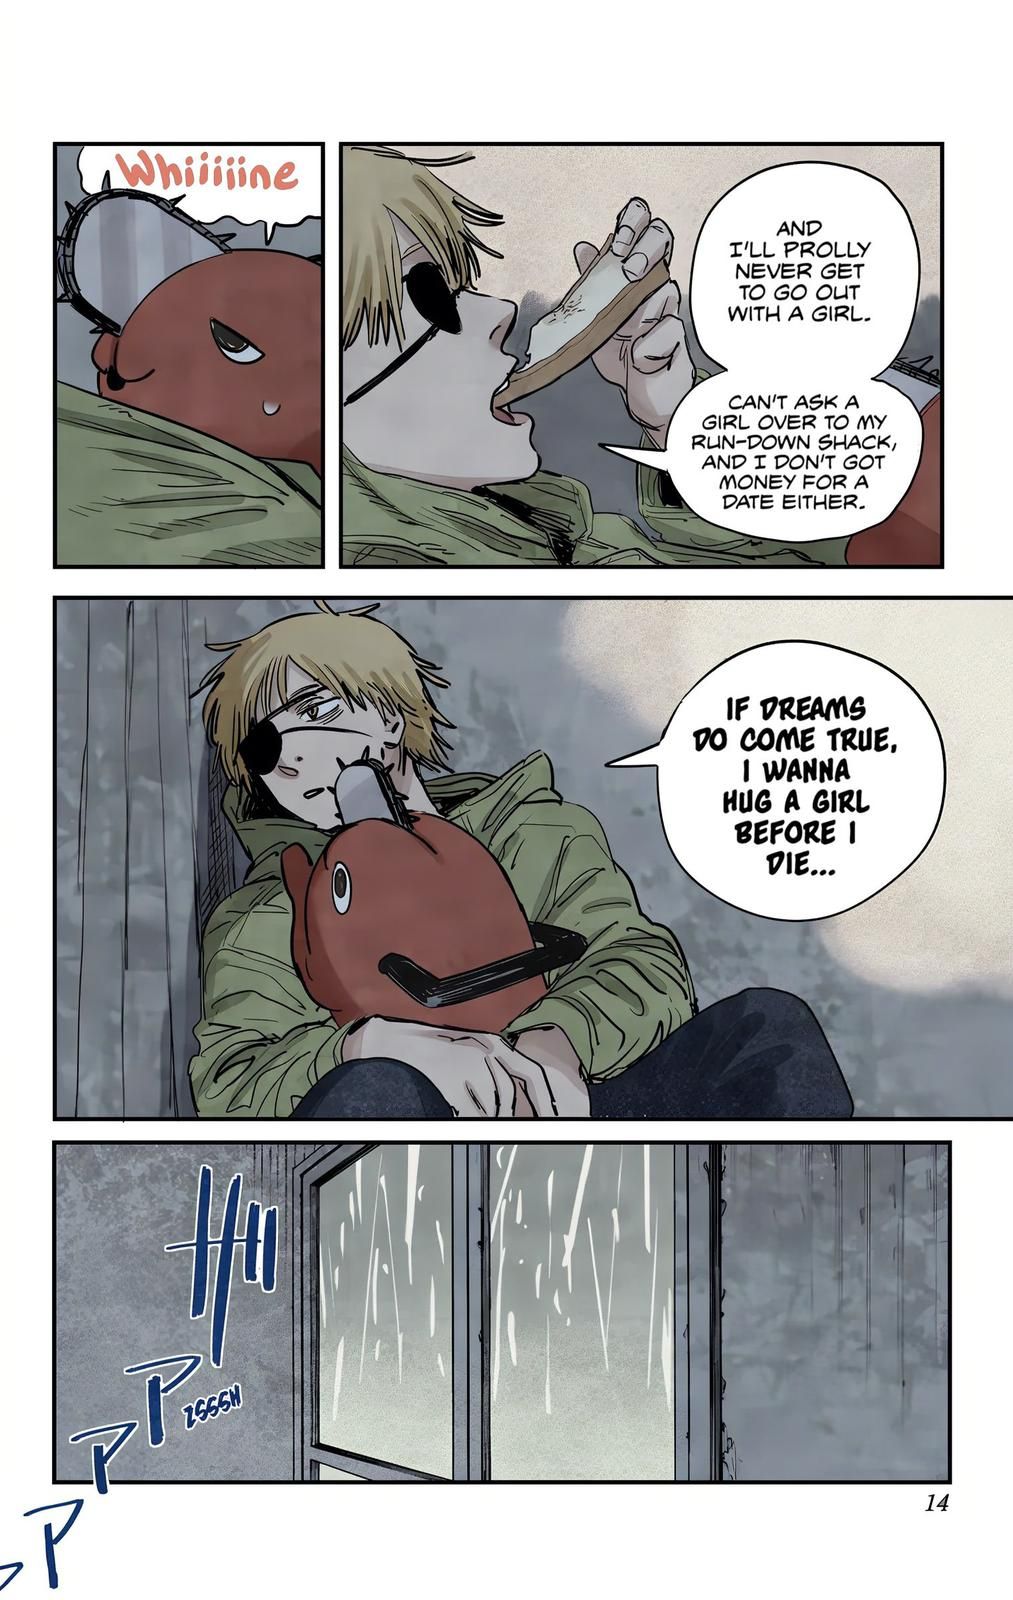 Whiiiiine
AND
I'LL PROLLY
NEVER GET
TO GO OUT
WITH A GIRL.
CAN'T ASK A
GIRL OVER TO MY
RUN-DOWN SHACK,
AND I DON'T GOT
MONEY FOR A
DATE EITHER.
IF DREAMS
DO COME TRUE,
I WANNA
HUG A GIRL
BEFORE I
DIE...
ZSSSH
14